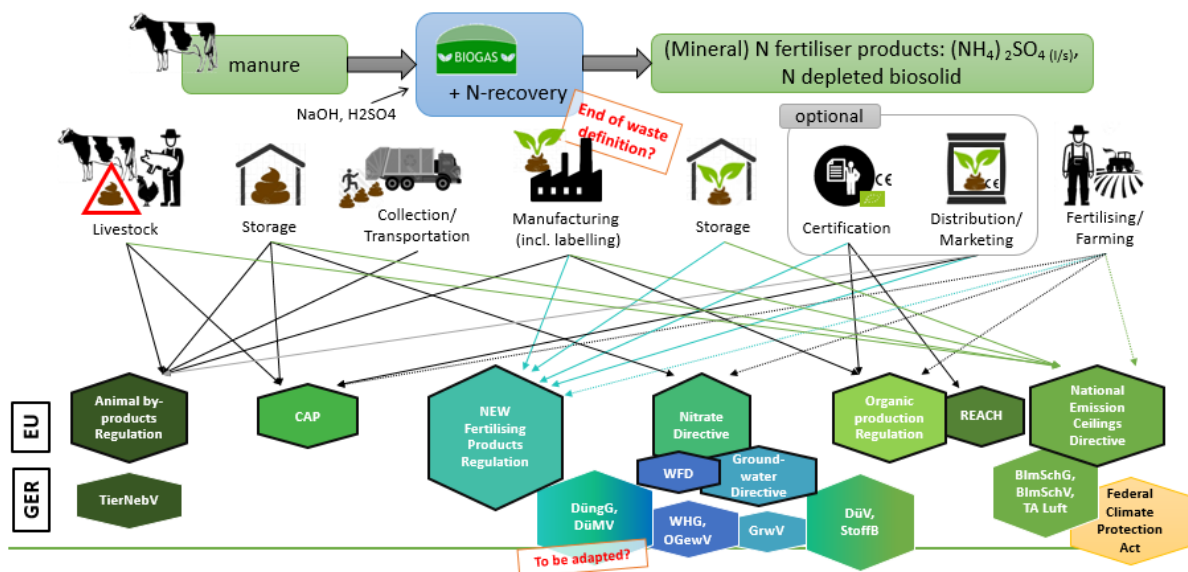 manure
BIOGAS
+ N-recovery
NaOH, H2SO4
(Mineral) N fertiliser products: (NH4) 2SO4 (l/s),
N depleted biosolid
End of waste
definition?
optional
CE
CE
Livestock
Storage
Collection/
Transportation
Manufacturing
(incl. labelling)
Storage
Certification
Distribution/
Marketing
Fertilising/
Farming
EU
Animal by-
products
Regulation
CAP
NEW
Fertilising
Products
Regulation
Nitrate
Directive
Organic
production
Regulation
REACH
National
Emission
Ceilings
Directive
WFD
Ground-
water
Directive
GER
TierNebV
DüngG,
DüMV
WHG,
OGewV
GrwV
DüV,
StoffB
BImSchG,
BImSchV,
TA Luft
Federal
Climate
Protection
Act
To be adapted?